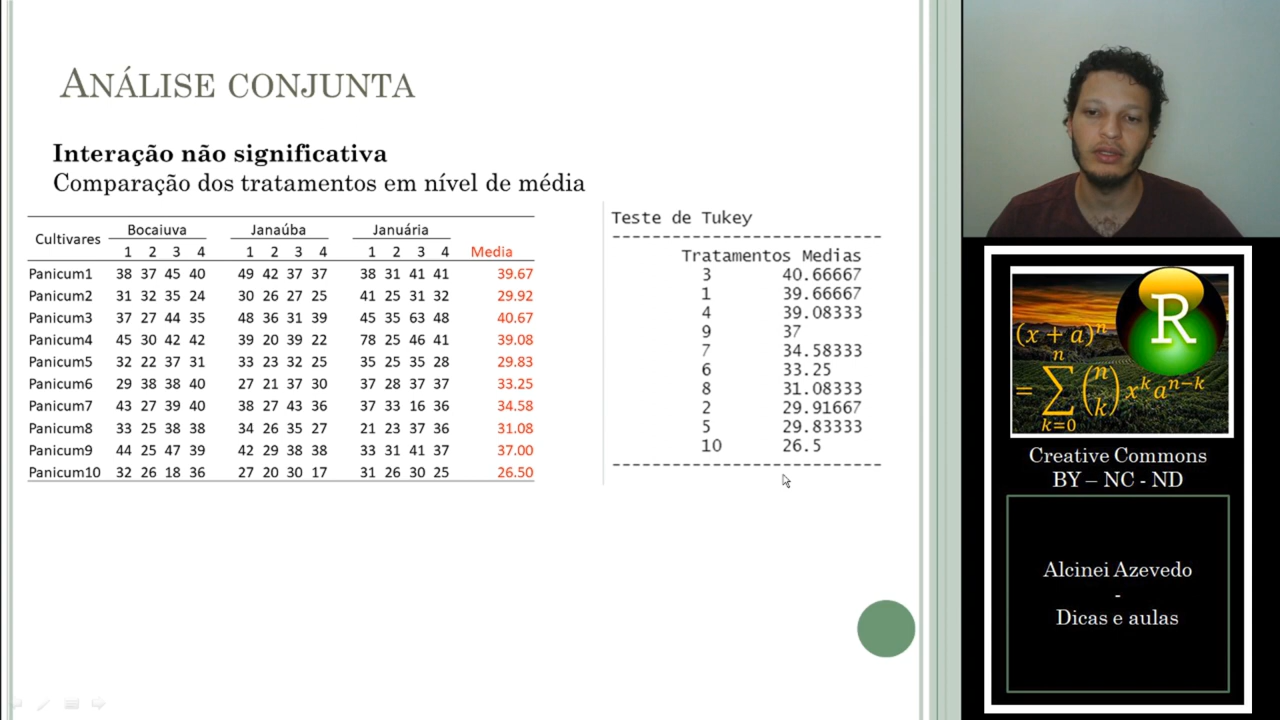 ANÁLISE CONJUNTA
Interação não significativa
Comparação dos tratamentos em nível de média
Cultivares Bocaiuva Janaúba Januária
1 2 3 4 1 2 3 4 1 2 3 4 Media
Panicum1 38 37 45 40 49 42 37 37 38 31 41 41 39.67
Panicum2 31 32 35 24 30 26 27 25 41 25 31 32 29.92
Panicum3 37 27 44 35 48 36 31 39 45 35 63 48 40.67
Panicum4 45 30 42 42 39 20 39 22 78 25 46 41 39.08
Panicum5 32 22 37 31 33 23 32 25 35 25 35 28 29.83
Panicum6 29 38 38 40 27 21 37 30 37 28 37 37 33.25
Panicum7 43 27 39 40 38 27 43 36 37 33 16 36 34.58
Panicum8 33 25 38 38 34 26 35 27 21 23 37 36 31.08
Panicum9 44 25 47 39 42 29 38 38 33 31 41 37 37.00
Panicum10 32 26 18 36 27 20 30 17 31 26 30 25 26.50
Teste de Tukey
------------------------------
Tratamentos Medias
3 40.66667
1 39.66667
4 39.08333
9 37
7 34.58333
6 33.25
8 31.08333
2 29.91667
5 29.83333
10 26.5
------------------------------
R
(x + a)ⁿ
n
= ∑ (n k) xᵏaⁿ⁻ᵏ
k=0
Creative Commons
BY – NC - ND
Alcinei Azevedo
-
Dicas e aulas